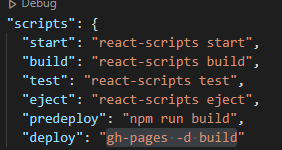 Debug
"scripts": {
"start": "react-scripts start",
"build": "react-scripts build",
"test": "react-scripts test",
"eject": "react-scripts eject",
"predeploy": "npm run build",
"deploy": "gh-pages -d build"